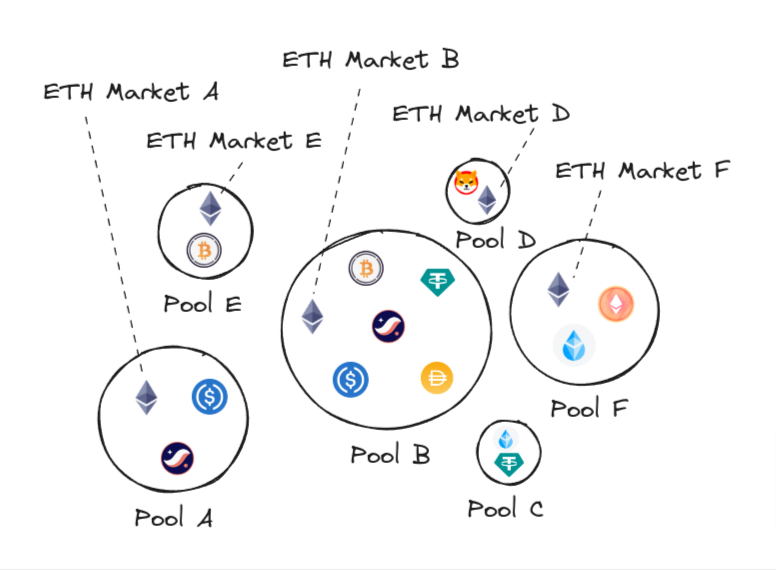 ETH Market B
ETH Market A
ETH Market D
ETH Market E
ETH Market F
Pool D
Pool E
Pool F
Pool B
Pool C
Pool A